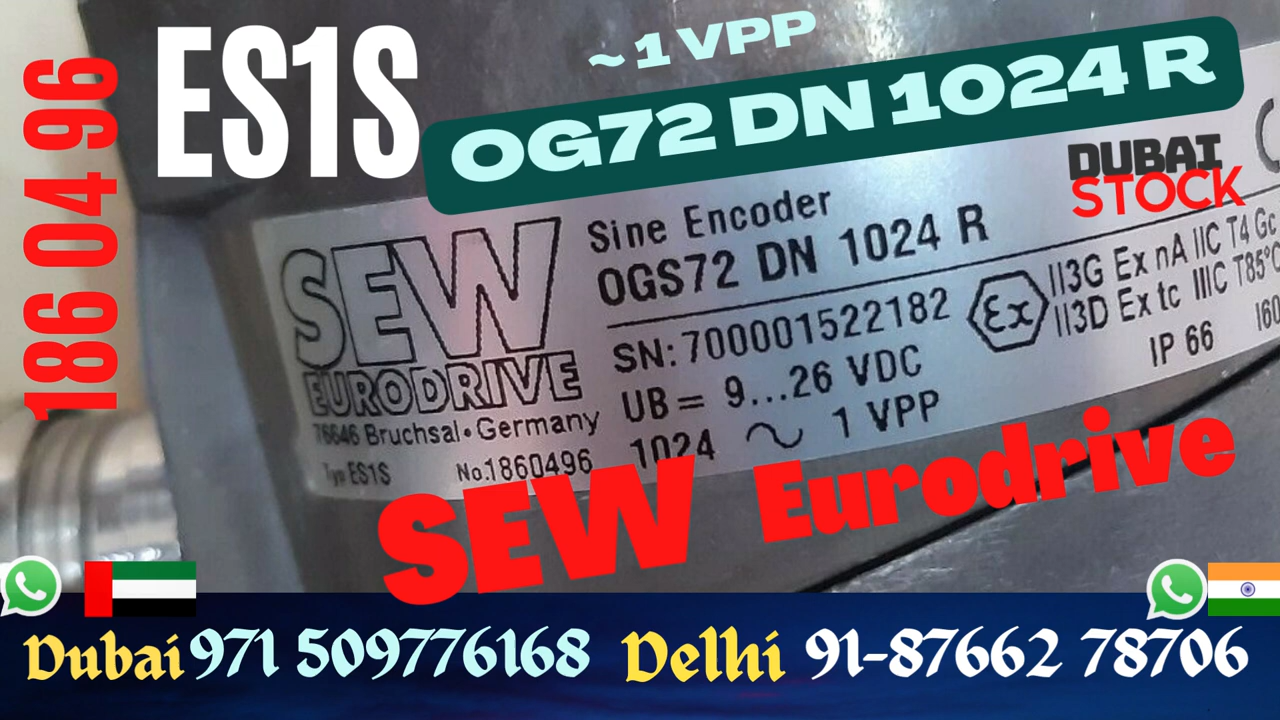 186 04 96
ES1S
~ 1 VPP
OG72 DN 1024 R
DUBAI
STOCK
SEW
EURODRIVE
76646 Bruchsal • Germany
Typ ES1S No.1860496
Sine Encoder
OGS72 DN 1024 R
SN: 700001522182
UB = 9...26 VDC
1024 ∿ 1 VPP
Ex
II3G Ex nA IIC T4 Gc
II3D Ex tc IIIC T85°C
IP 66
SEW Eurodrive
Dubai 971 509776168
Delhi 91-87662 78706